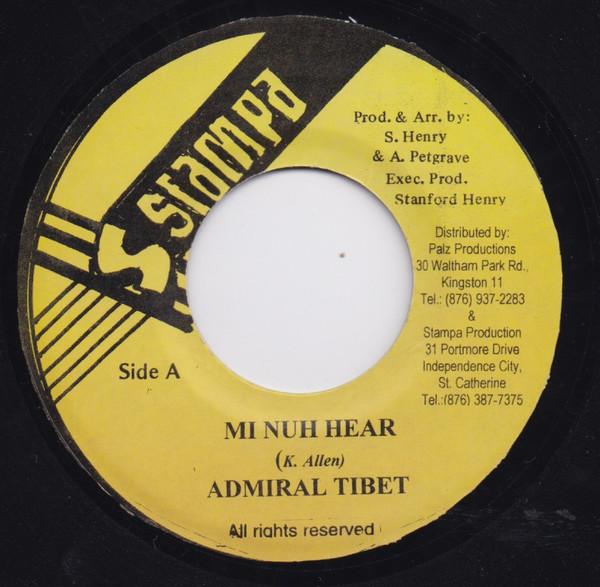 S stampa
Prod. & Arr. by:
S. Henry
& A. Petgrave
Exec. Prod.
Stanford Henry
Distributed by:
Palz Productions
30 Waltham Park Rd.,
Kingston 11
Tel.: (876) 937-2283
&
Stampa Production
31 Portmore Drive
Independence City,
St. Catherine
Tel.:(876) 387-7375
Side A
MI NUH HEAR
(K. Allen)
ADMIRAL TIBET
All rights reserved